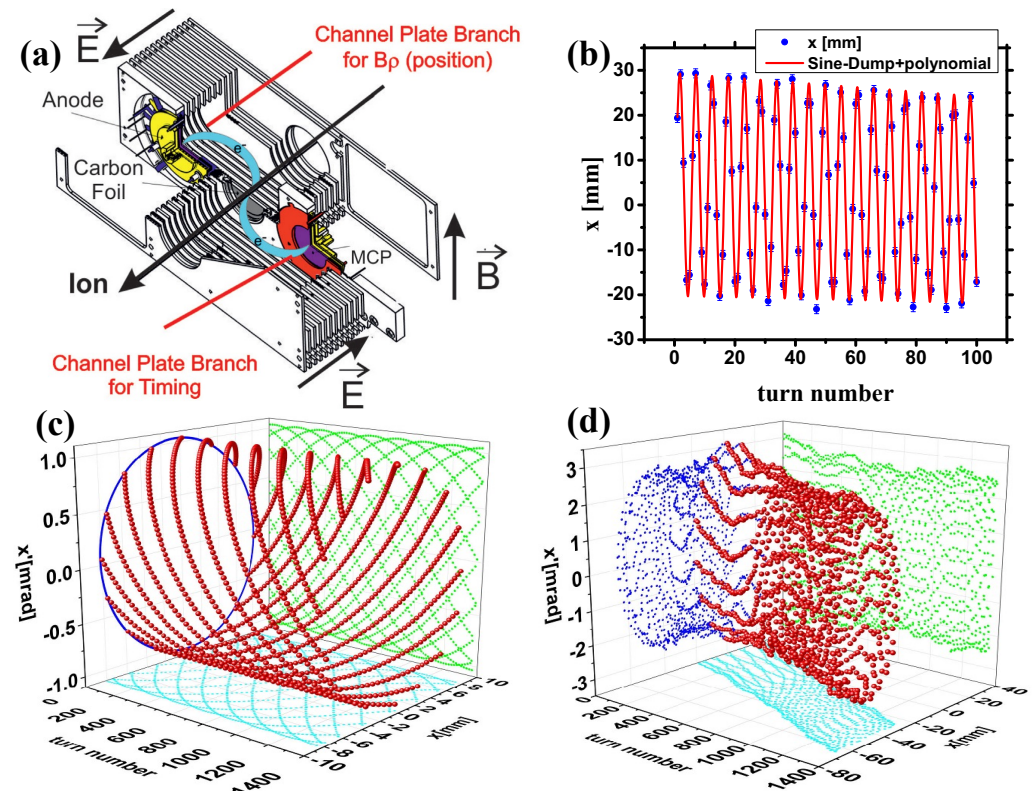 (a)
E
Channel Plate Branch
for Bρ (position)
Anode
Carbon
Foil
e-
e-
MCP
Ion
B
Channel Plate Branch
for Timing
E
(b)
x [mm]
Sine-Dump+polynomial
30
20
10
0
-10
-20
-30
x [mm]
0 20 40 60 80 100
turn number
(c)
1.0
0.5
0.0
-0.5
-1.0
x'[mrad]
0 200 400 600 800 1000 1200 1400
turn number
-10 -8 -6 -4 -2 0 2 4 6 8 10
x[mm]
(d)
3
2
1
0
-1
-2
-3
x'[mrad]
0 200 400 600 800 1000 1200 1400
turn number
-80 -60 -40 -20 0 20 40
x[mm]